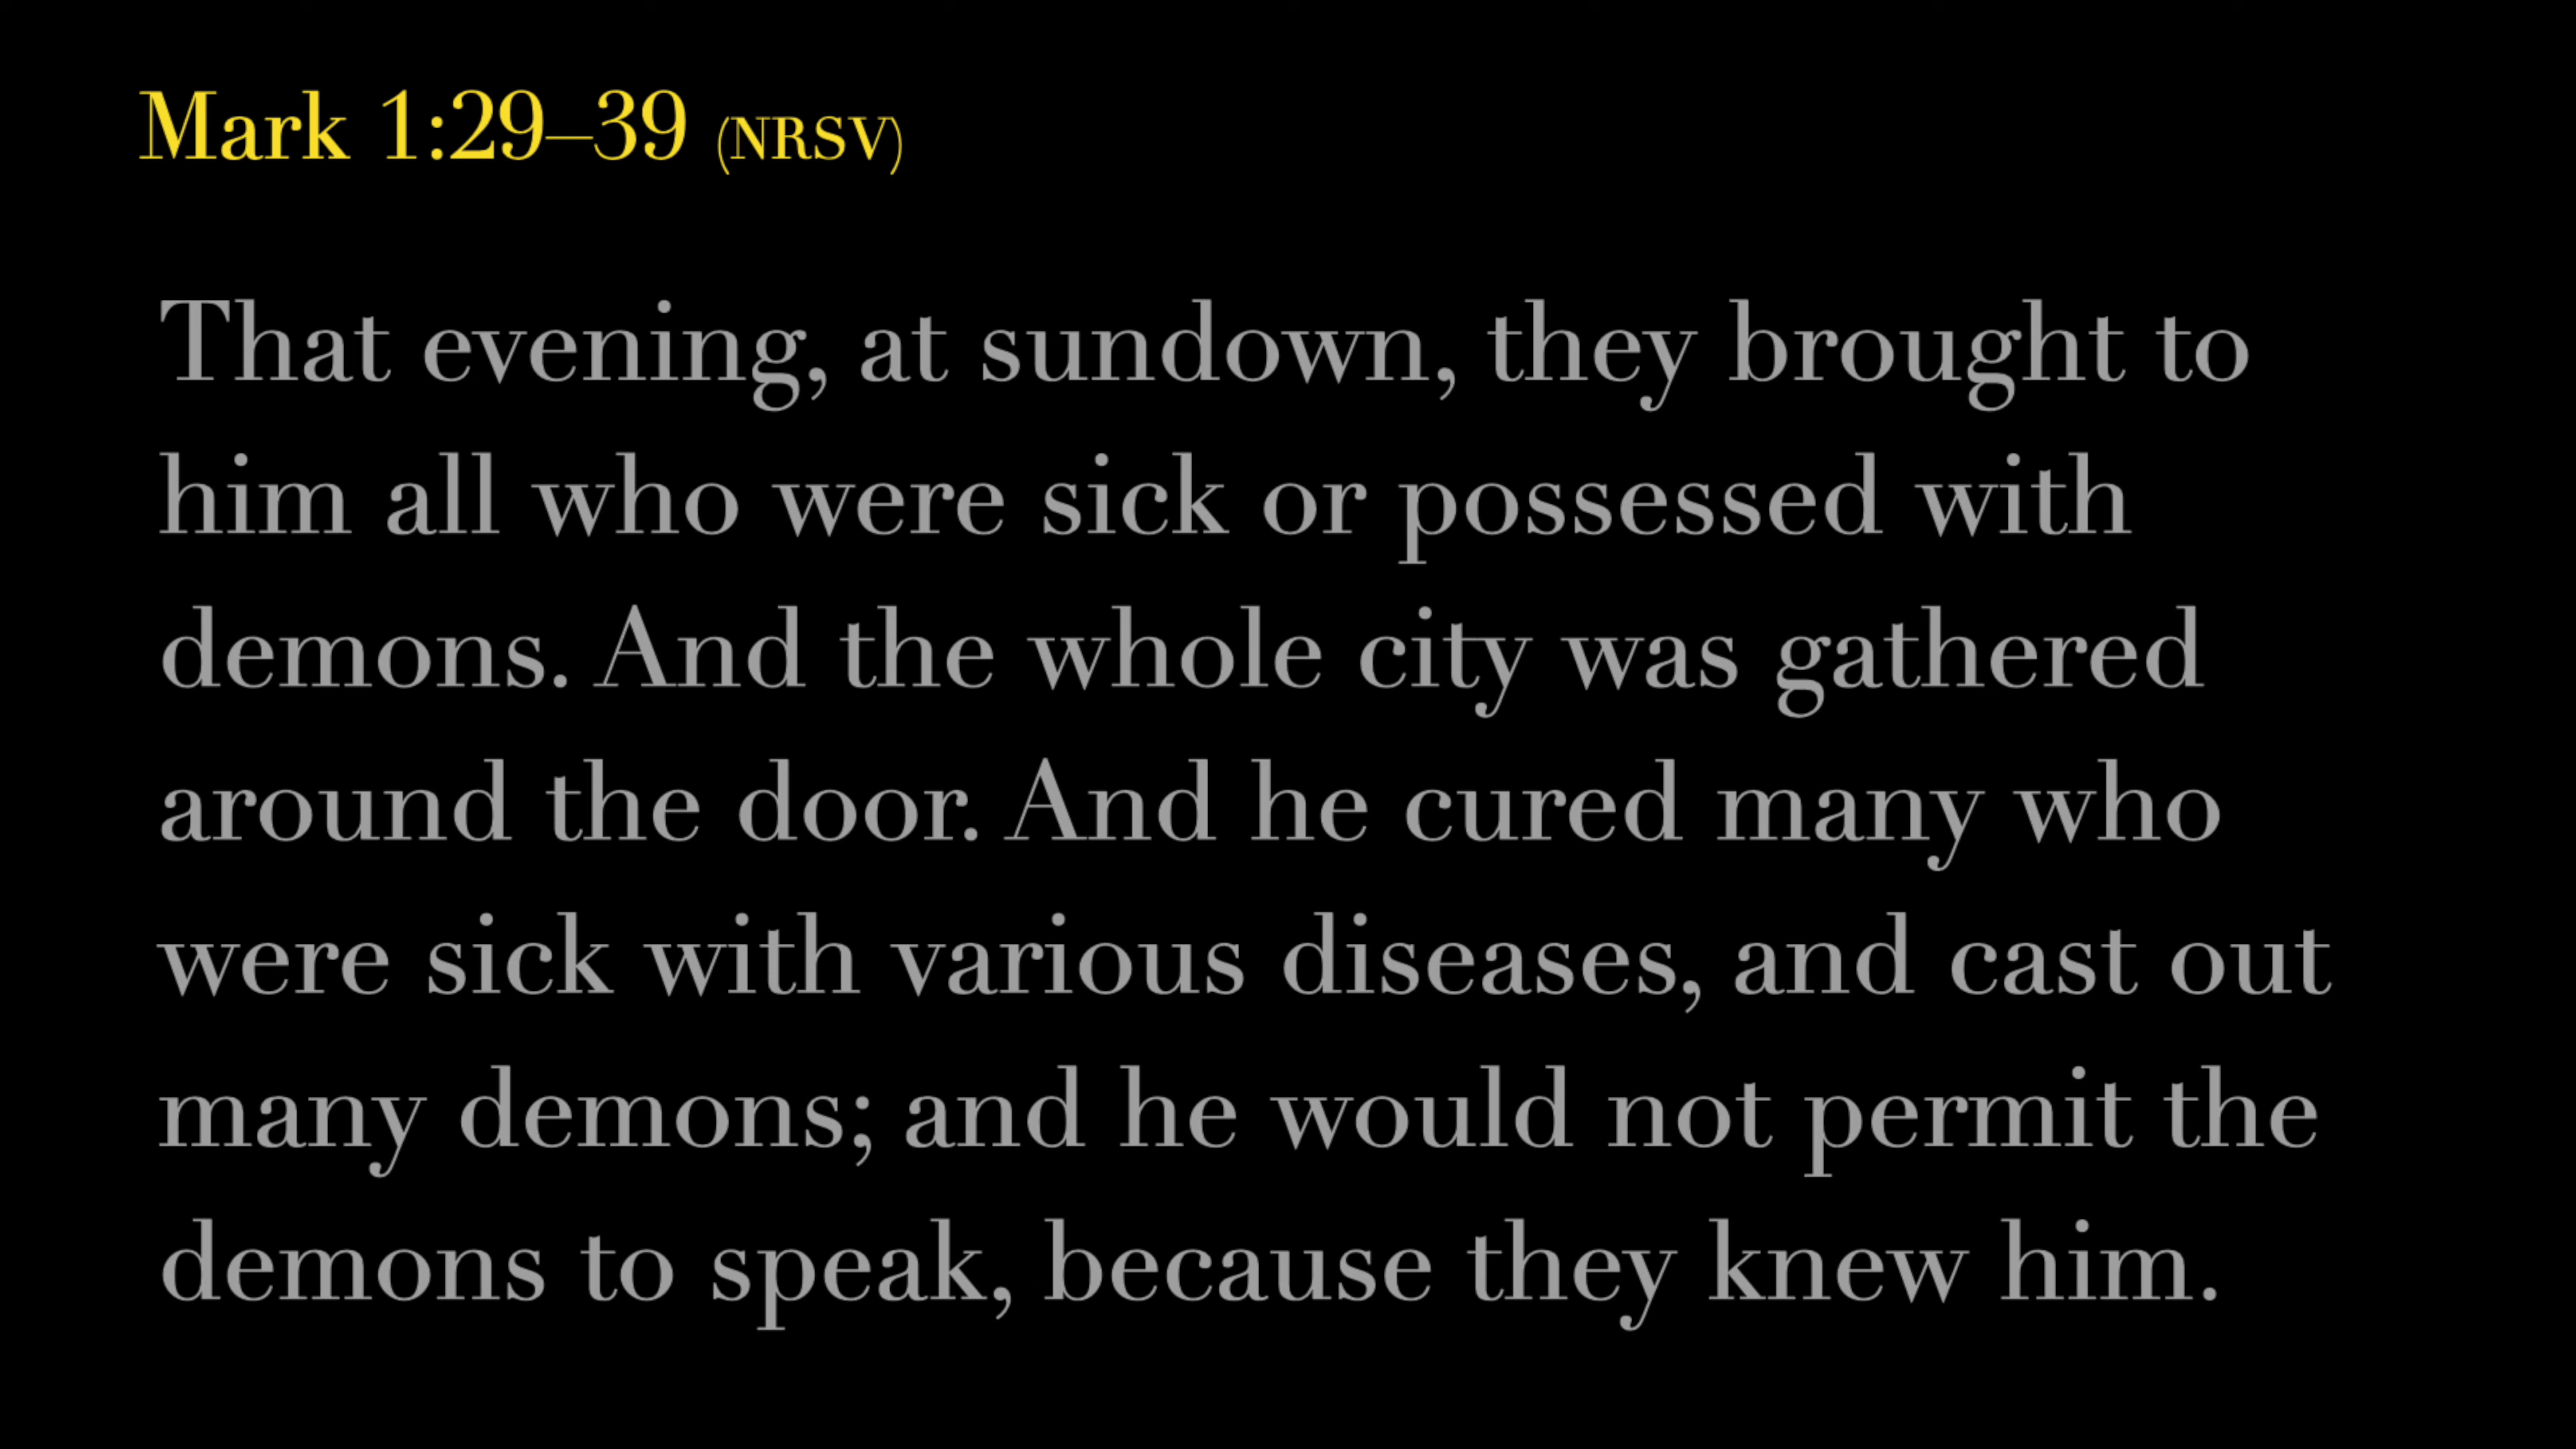 Mark 1:29–39 (NRSV)
That evening, at sundown, they brought to
him all who were sick or possessed with
demons. And the whole city was gathered
around the door. And he cured many who
were sick with various diseases, and cast out
many demons; and he would not permit the
demons to speak, because they knew him.